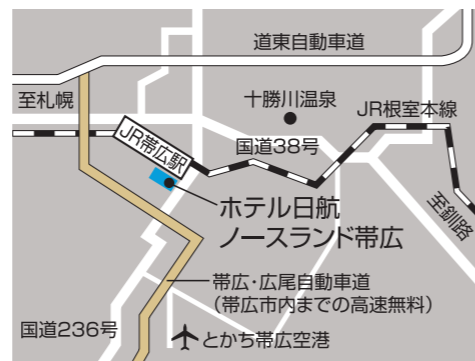 道東自動車道
至札幌
十勝川温泉
JR根室本線
JR帯広駅
国道38号
ホテル日航
ノースランド帯広
至釧路
帯広・広尾自動車道
(帯広市内までの高速無料)
国道236号
とかち帯広空港